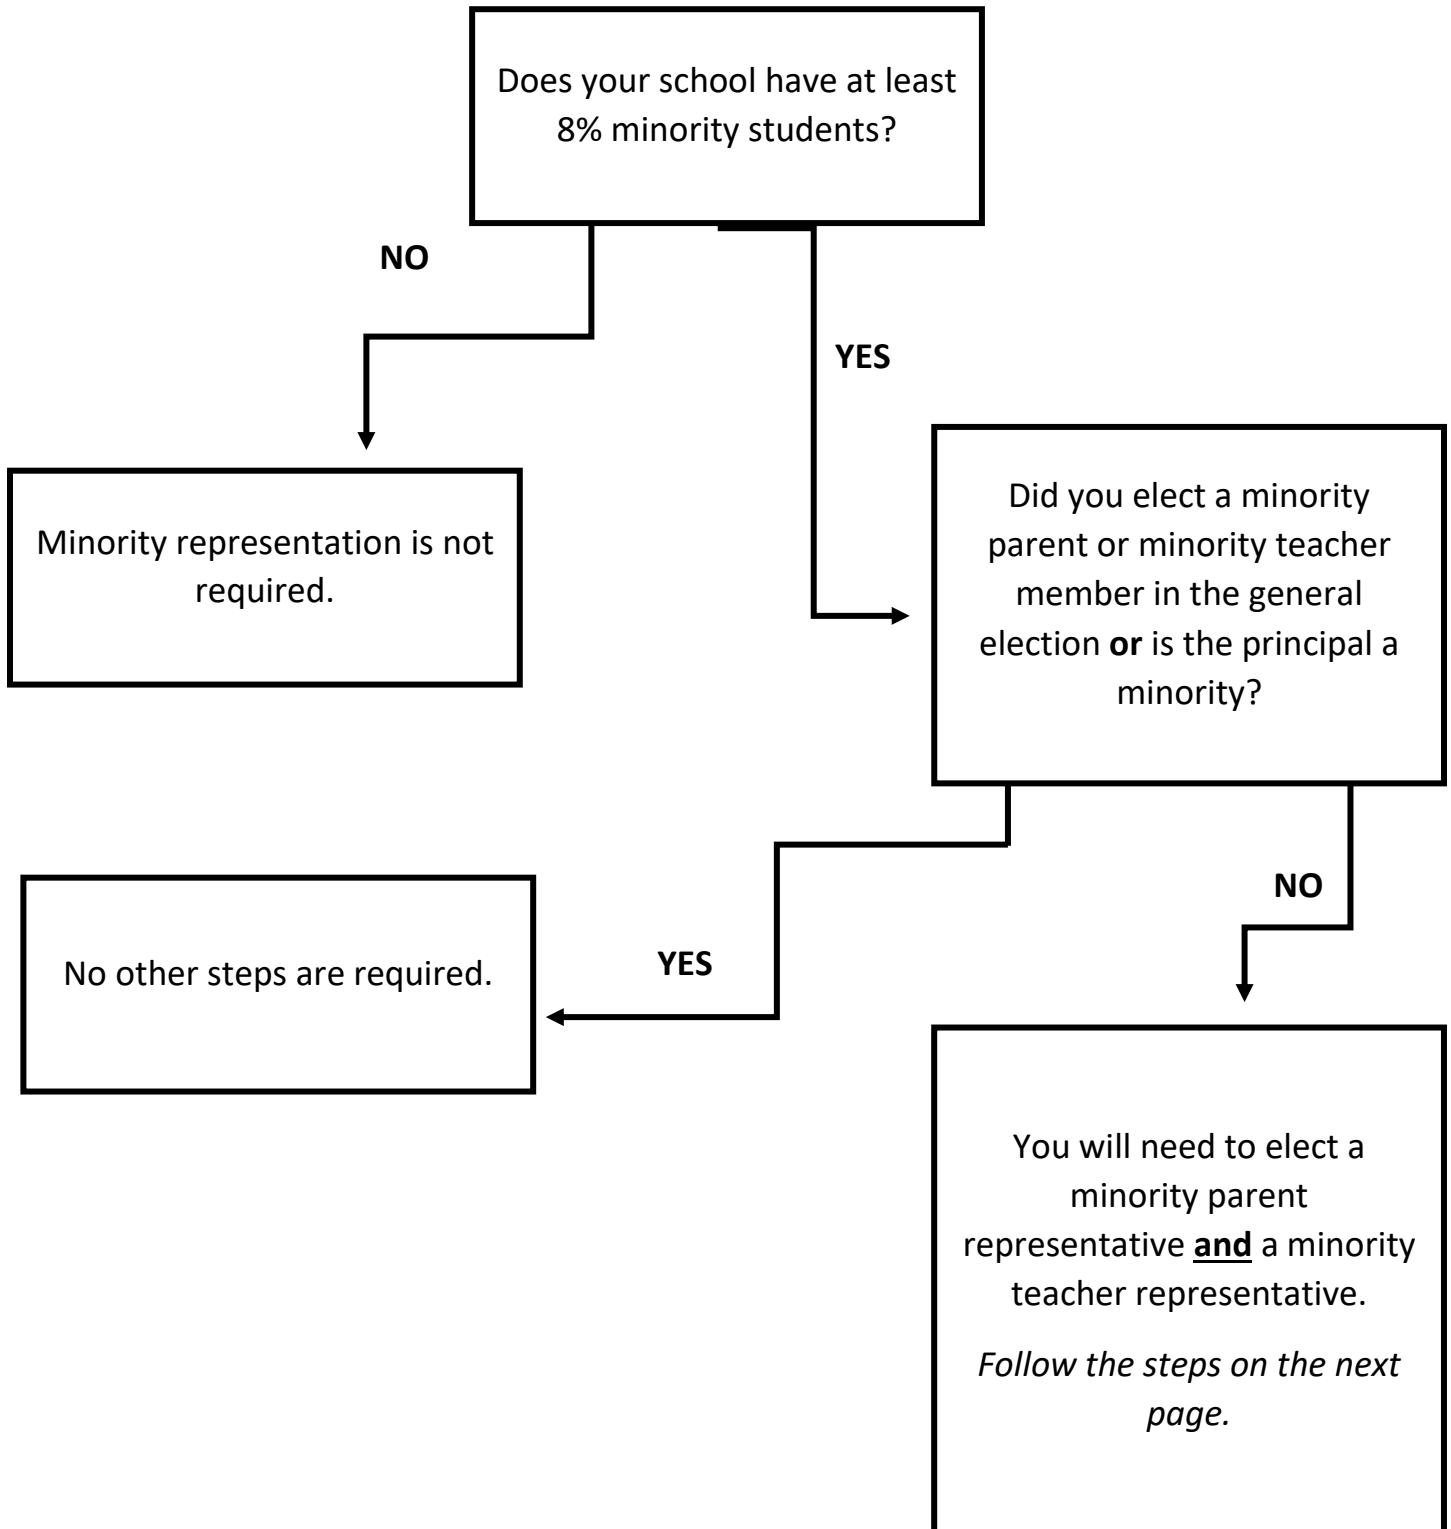 Does your school have at least
8% minority students?
NO
YES
Minority representation is not
required.
Did you elect a minority
parent or minority teacher
member in the general
election or is the principal a
minority?
NO
No other steps are required.
YES
You will need to elect a
minority parent
representative and a minority
teacher representative.
Follow the steps on the next
page.